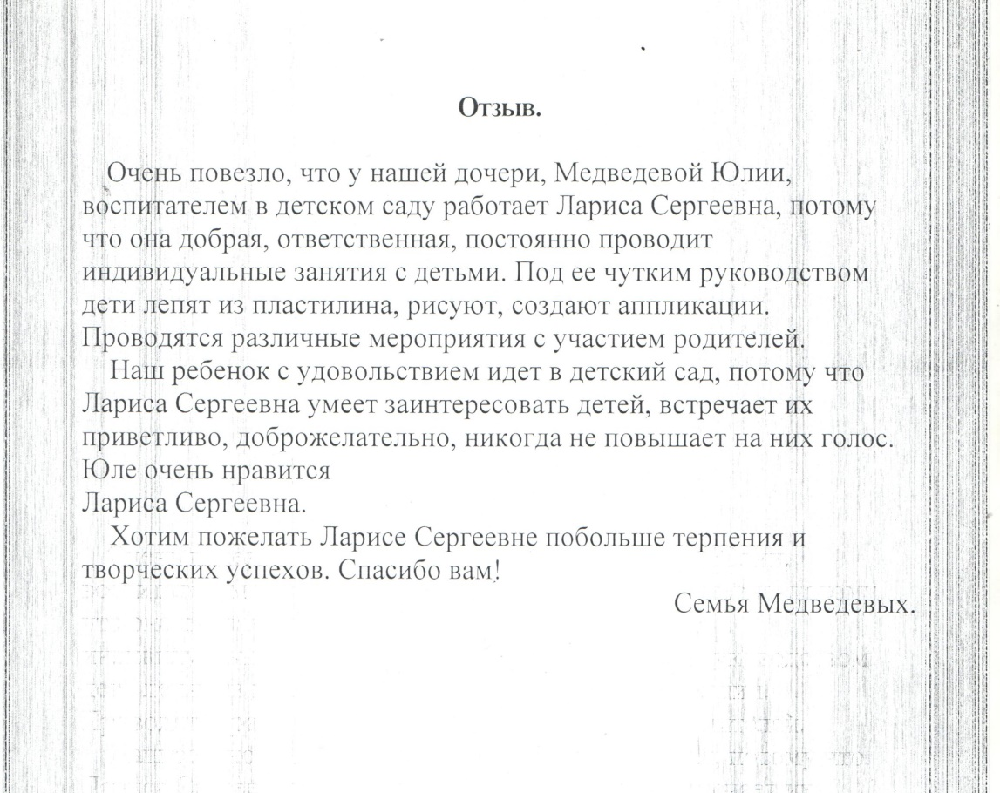 Отзыв.
Очень повезло, что у нашей дочери, Медведевой Юлии,
воспитателем в детском саду работает Лариса Сергеевна, потому
что она добрая, ответственная, постоянно проводит
индивидуальные занятия с детьми. Под ее чутким руководством
дети лепят из пластилина, рисуют, создают аппликации.
Проводятся различные мероприятия с участием родителей.
Наш ребенок с удовольствием идет в детский сад, потому что
Лариса Сергеевна умеет заинтересовать детей, встречает их
приветливо, доброжелательно, никогда не повышает на них голос.
Юле очень нравится
Лариса Сергеевна.
Хотим пожелать Ларисе Сергеевне побольше терпения и
творческих успехов. Спасибо вам!
Семья Медведевых.